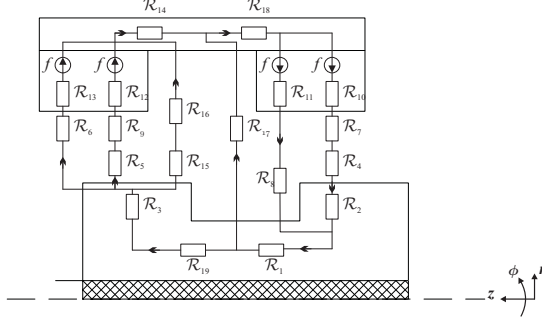 ℛ₁₄ ℛ₁₈
f f f f
ℛ₁₃ ℛ₁₂ ℛ₁₁ ℛ₁₀
ℛ₁₆
ℛ₆ ℛ₉ ℛ₁₇ ℛ₇
ℛ₅ ℛ₁₅ ℛ₄
ℛ₈
ℛ₃ ℛ₂
ℛ₁₉ ℛ₁
ϕ
z